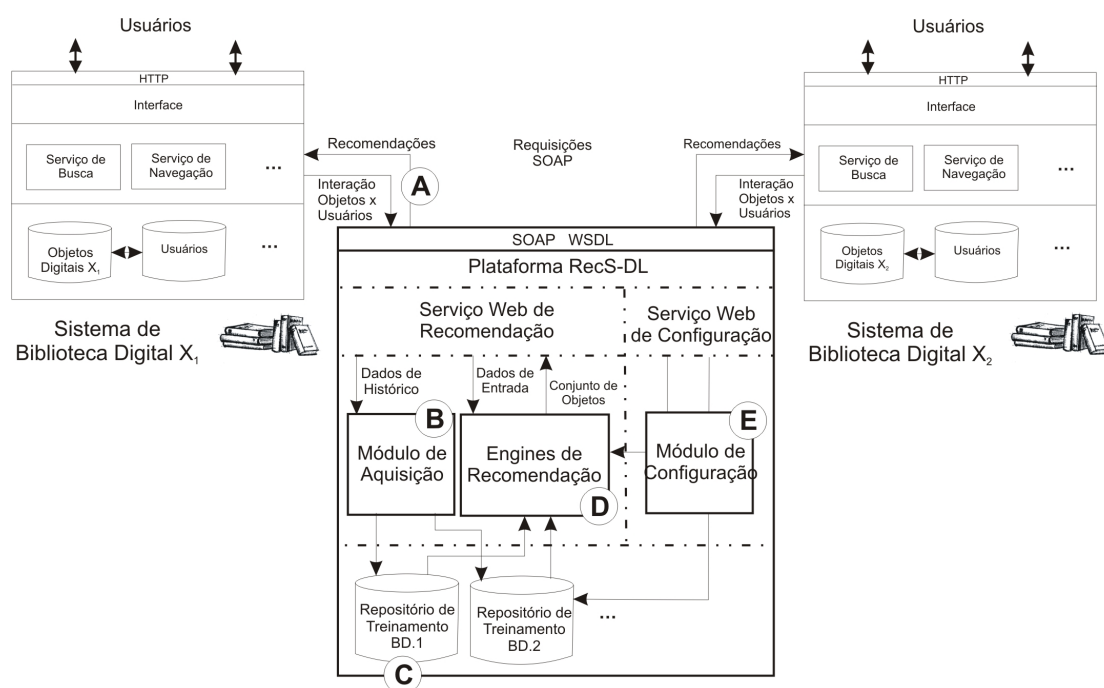 Usuários
HTTP
Interface
Serviço de
Busca
Serviço de
Navegação
...
Objetos
Digitais X₁
Usuários
...
Sistema de
Biblioteca Digital X₁
Recomendações
A
Interação
Objetos x
Usuários
Requisições
SOAP
Usuários
HTTP
Interface
Serviço de
Busca
Serviço de
Navegação
...
Objetos
Digitais X₂
Usuários
...
Sistema de
Biblioteca Digital X₂
Recomendações
Interação
Objetos x
Usuários
SOAP WSDL
Plataforma RecS-DL
Serviço Web de
Recomendação
Serviço Web
de Configuração
Dados de
Histórico
Dados de
Entrada
Conjunto de
Objetos
B
Módulo de
Aquisição
Engines de
Recomendação
D
E
Módulo de
Configuração
Repositório de
Treinamento
BD.1
C
Repositório de
Treinamento
BD.2
...